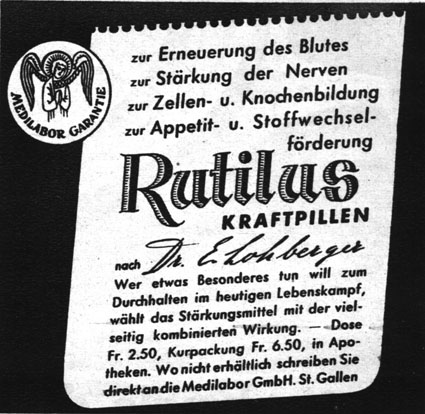 MEDILABOR GARANTIE
zur Erneuerung des Blutes
zur Stärkung der Nerven
zur Zellen- u. Knochenbildung
zur Appetit- u. Stoffwechsel-
förderung
Rutilus
KRAFTPILLEN
nach Dr. E. Lohberger
Wer etwas Besonderes tun will zum
Durchhalten im heutigen Lebenskampf,
wählt das Stärkungsmittel mit der viel-
seitig kombinierten Wirkung. — Dose
Fr. 2.50, Kurpackung Fr. 6.50, in Apo-
theken. Wo nicht erhältlich schreiben Sie
direkt an die Medilabor GmbH. St. Gallen